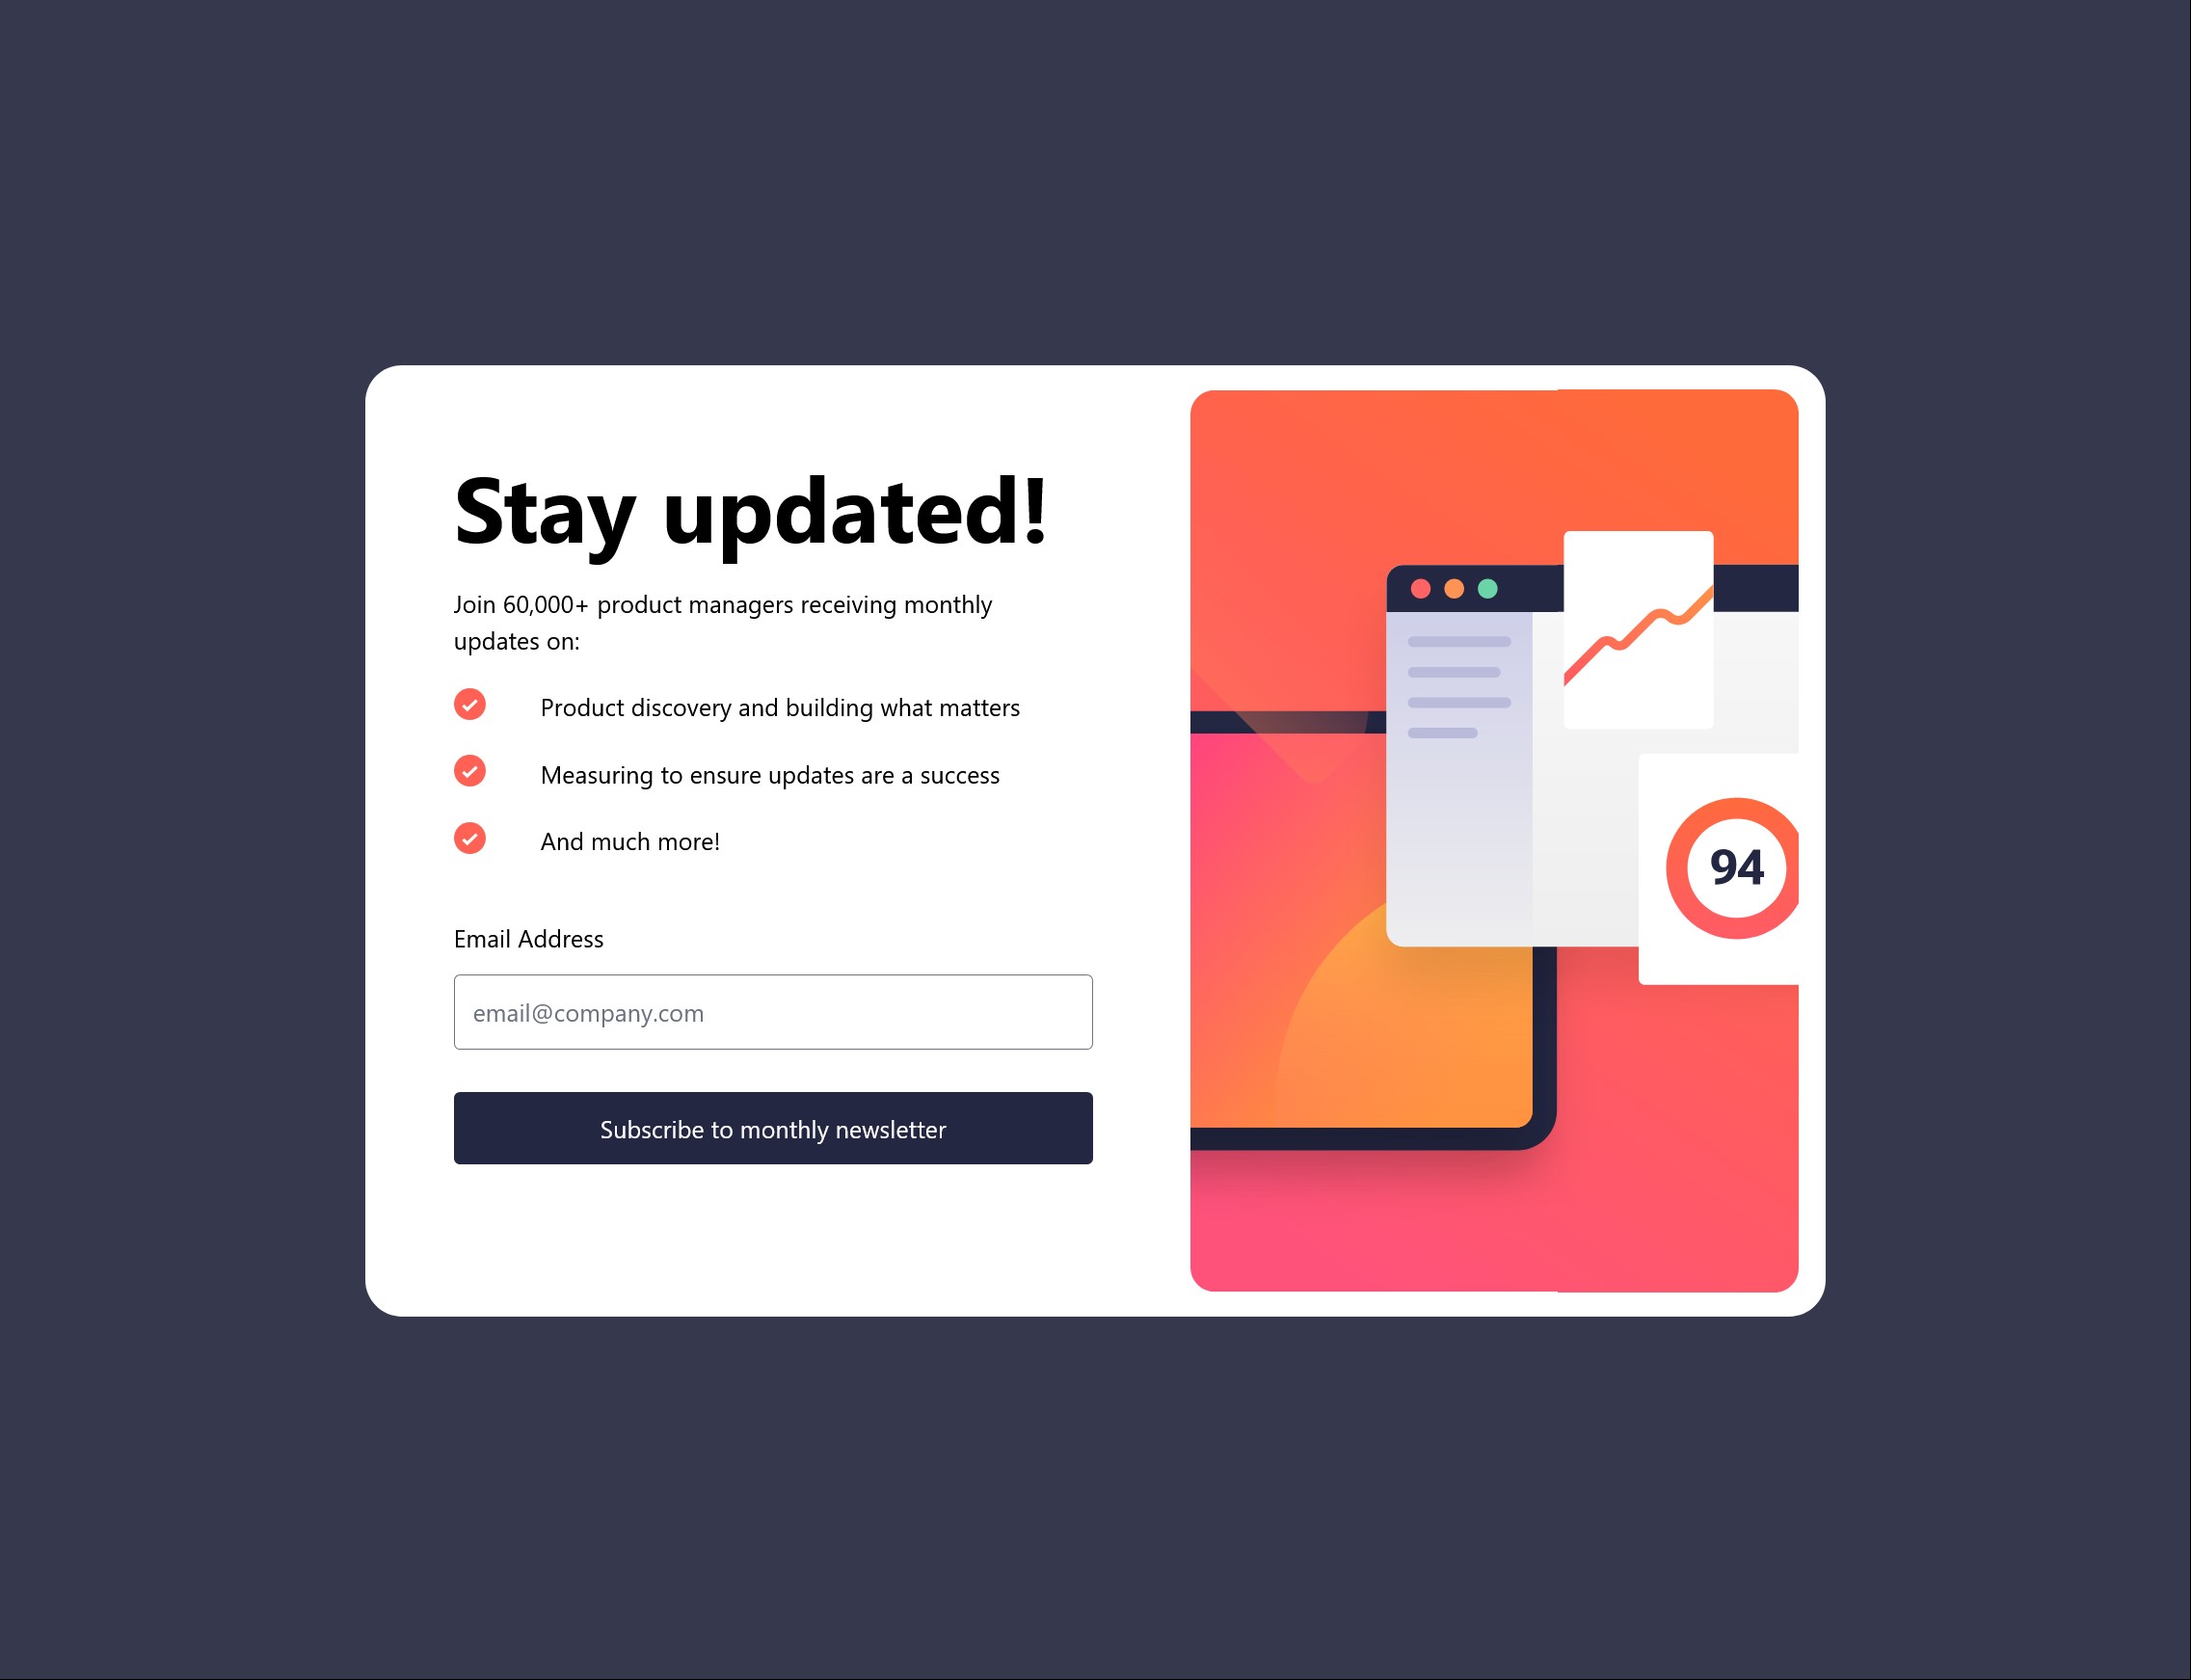 Stay updated!
Join 60,000+ product managers receiving monthly
updates on:
Product discovery and building what matters
Measuring to ensure updates are a success
And much more!
Email Address
email@company.com
Subscribe to monthly newsletter
94